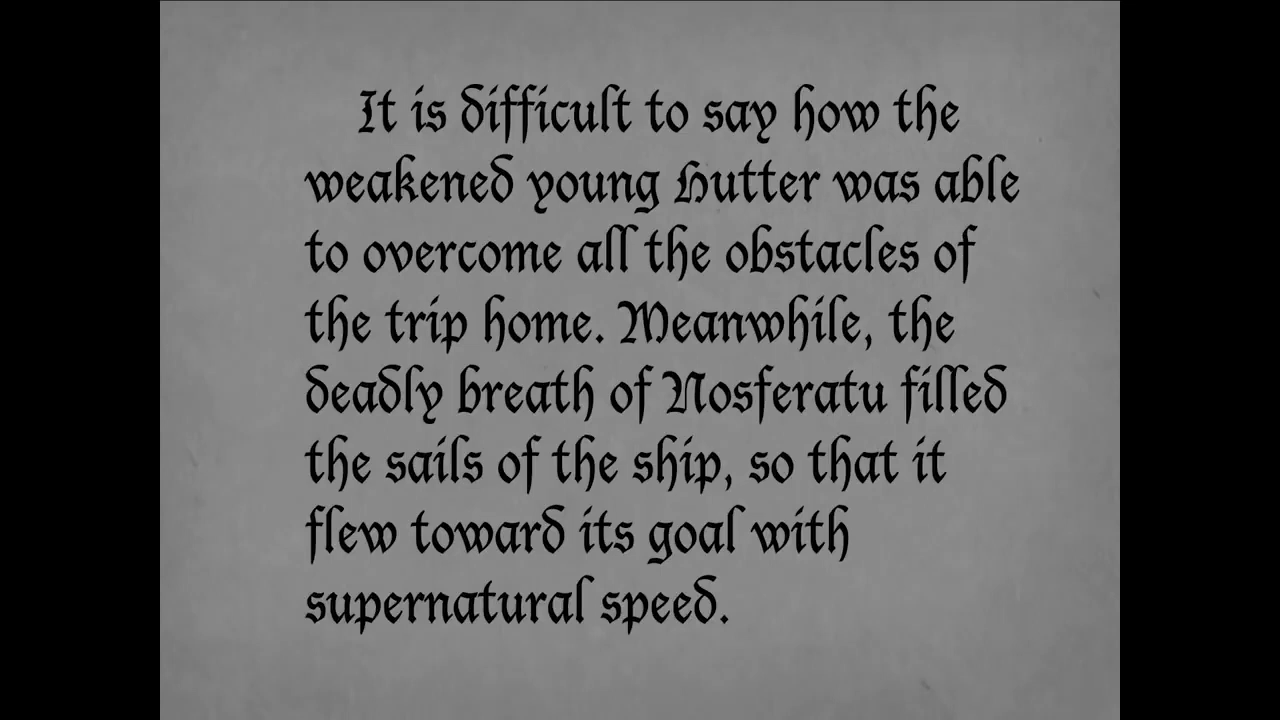 It is difficult to say how the
weakened young Hutter was able
to overcome all the obstacles of
the trip home. Meanwhile, the
deadly breath of Nosferatu filled
the sails of the ship, so that it
flew toward its goal with
supernatural speed.